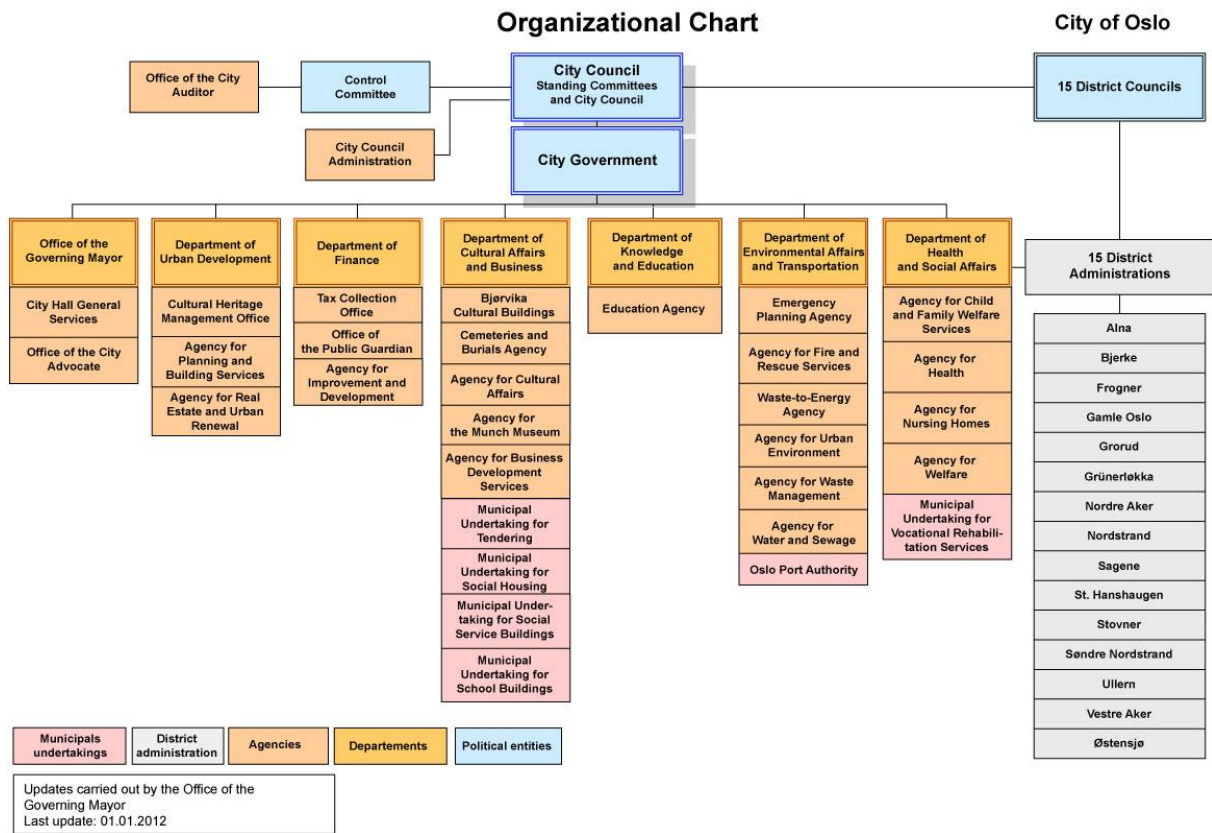 Organizational Chart
City of Oslo
Office of the City
Auditor
Control
Committee
City Council
Standing Committees
and City Council
15 District Councils
City Council
Administration
City Government
Office of the
Governing Mayor
City Hall General
Services
Office of the City
Advocate
Department of
Urban Development
Cultural Heritage
Management Office
Agency for
Planning and
Building Services
Agency for Real
Estate and Urban
Renewal
Department of
Finance
Tax Collection
Office
Office of
the Public Guardian
Agency for
Improvement and
Development
Department of
Cultural Affairs
and Business
Bjørvika
Cultural Buildings
Cemeteries and
Burials Agency
Agency for Cultural
Affairs
Agency for
the Munch Museum
Agency for Business
Development
Services
Municipal
Undertaking for
Tendering
Municipal
Undertaking for
Social Housing
Municipal Under-
taking for Social
Service Buildings
Municipal
Undertaking for
School Buildings
Department of
Knowledge
and Education
Education Agency
Department of
Environmental Affairs
and Transportation
Emergency
Planning Agency
Agency for Fire and
Rescue Services
Waste-to-Energy
Agency
Agency for Urban
Environment
Agency for Waste
Management
Agency for
Water and Sewage
Oslo Port Authority
Department of
Health
and Social Affairs
Agency for Child
and Family Welfare
Services
Agency for
Health
Agency for
Nursing Homes
Agency for
Welfare
Municipal
Undertaking for
Vocational Rehabili-
tation Services
15 District
Administrations
Alna
Bjerke
Frogner
Gamle Oslo
Grorud
Grünerløkka
Nordre Aker
Nordstrand
Sagene
St. Hanshaugen
Stovner
Søndre Nordstrand
Ullern
Vestre Aker
Østensjø
Municipals
undertakings
District
administration
Agencies
Departements
Political entities
Updates carried out by the Office of the
Governing Mayor
Last update: 01.01.2012